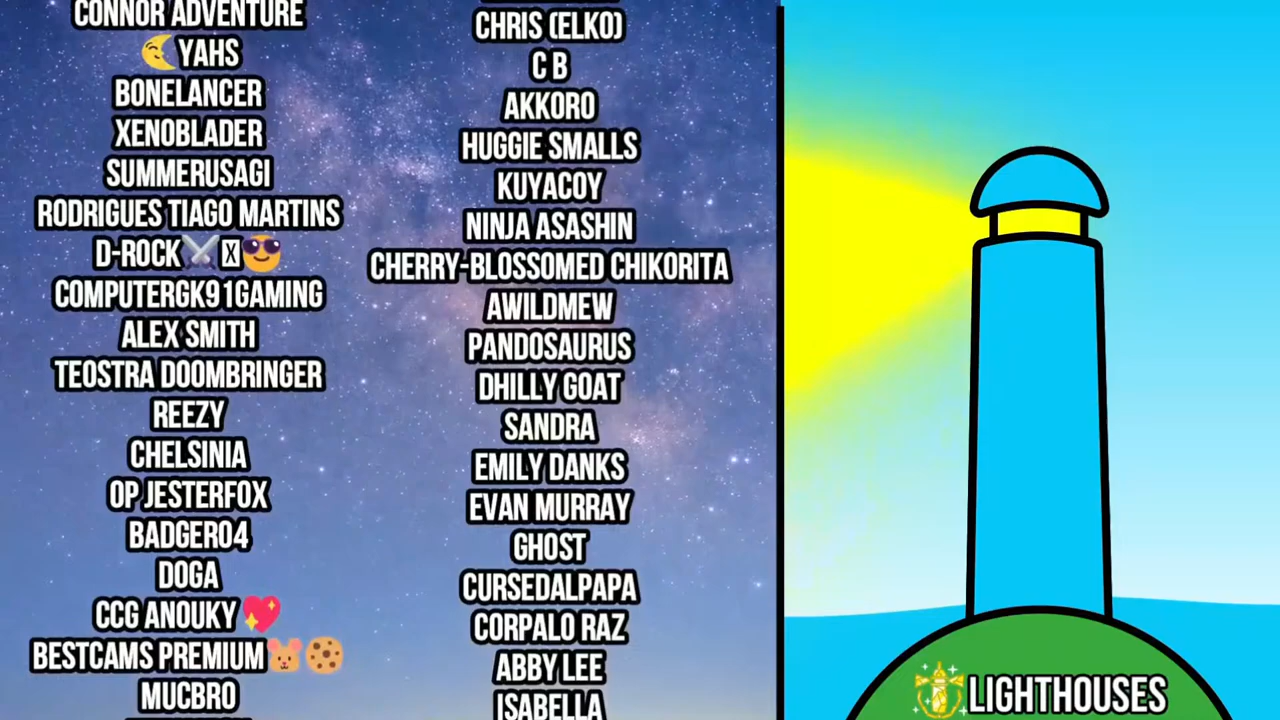 CONNOR ADVENTURE
🌜YAHS
BONELANCER
XENOBLADER
SUMMERUSAGI
RODRIGUES TIAGO MARTINS
D-ROCK⚔️😎
COMPUTERGK91GAMING
ALEX SMITH
TEOSTRA DOOMBRINGER
REEZY
CHELSINIA
OP JESTERFOX
BADGER04
DOGA
CCG ANOUKY💖
BESTCAMS PREMIUM🐹🍪
MUCBRO
CHRIS (ELKO)
C B
AKKORO
HUGGIE SMALLS
KUYACOY
NINJA ASASHIN
CHERRY-BLOSSOMED CHIKORITA
AWILDMEW
PANDOSAURUS
DHILLY GOAT
SANDRA
EMILY DANKS
EVAN MURRAY
GHOST
CURSEDALPAPA
CORPALO RAZ
ABBY LEE
ISABELLA
LIGHTHOUSES